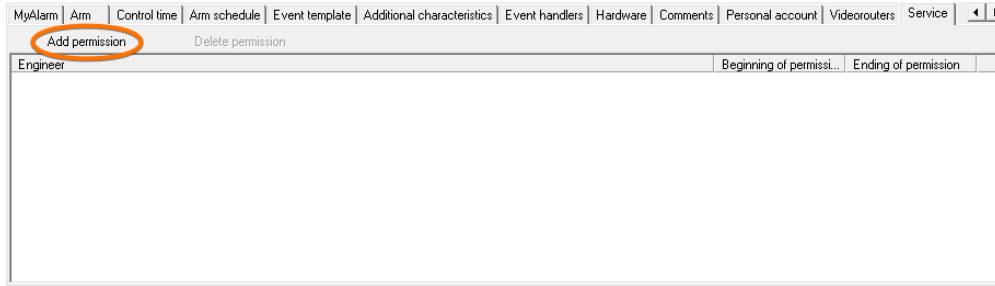 MyAlarm Arm Control time Arm schedule Event template Additional characteristics Event handlers Hardware Comments Personal account Videorouters Service
Add permission Delete permission
Engineer Beginning of permissi... Ending of permission